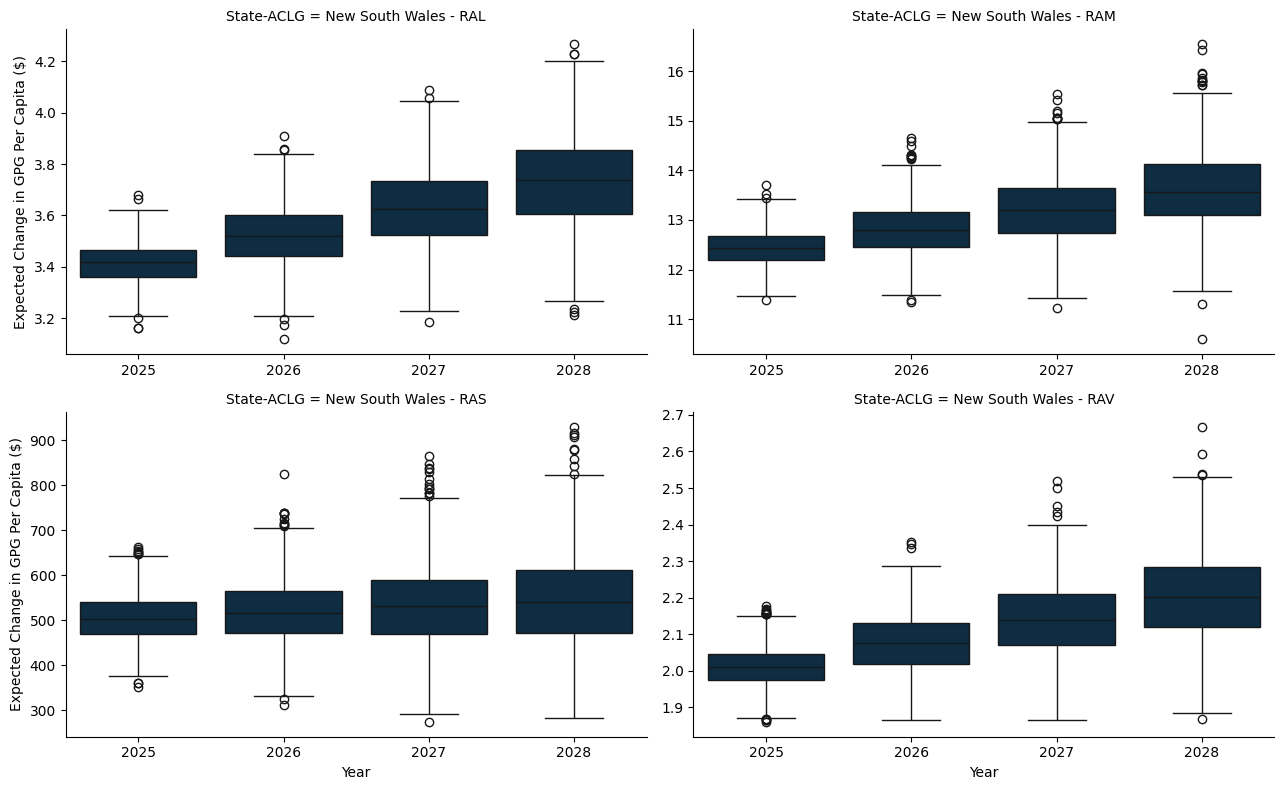 State-ACLG = New South Wales - RAL
Expected Change in GPG Per Capita ($)
4.2
4.0
3.8
3.6
3.4
3.2
2025 2026 2027 2028
State-ACLG = New South Wales - RAM
16
15
14
13
12
11
2025 2026 2027 2028
State-ACLG = New South Wales - RAS
Expected Change in GPG Per Capita ($)
900
800
700
600
500
400
300
2025 2026 2027 2028
Year
State-ACLG = New South Wales - RAV
2.7
2.6
2.5
2.4
2.3
2.2
2.1
2.0
1.9
2025 2026 2027 2028
Year